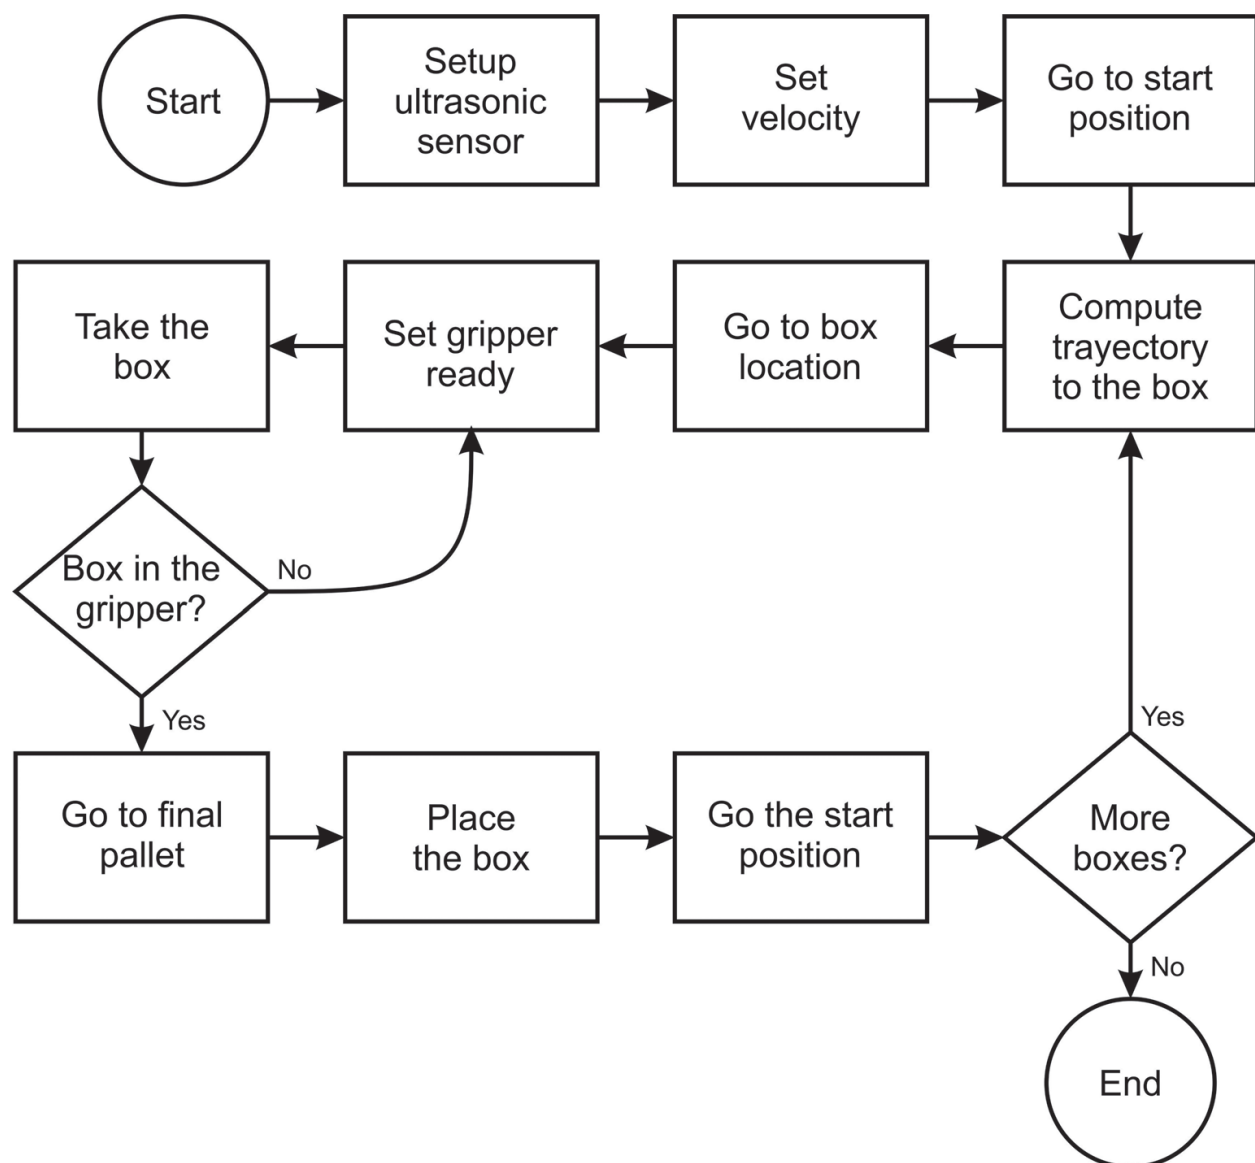 Start
Setup
ultrasonic
sensor
Set
velocity
Go to start
position
Take the
box
Set gripper
ready
Go to box
location
Compute
trayectory
to the box
Box in the
gripper?
No
Yes
Go to final
pallet
Place
the box
Go the start
position
More
boxes?
Yes
No
End